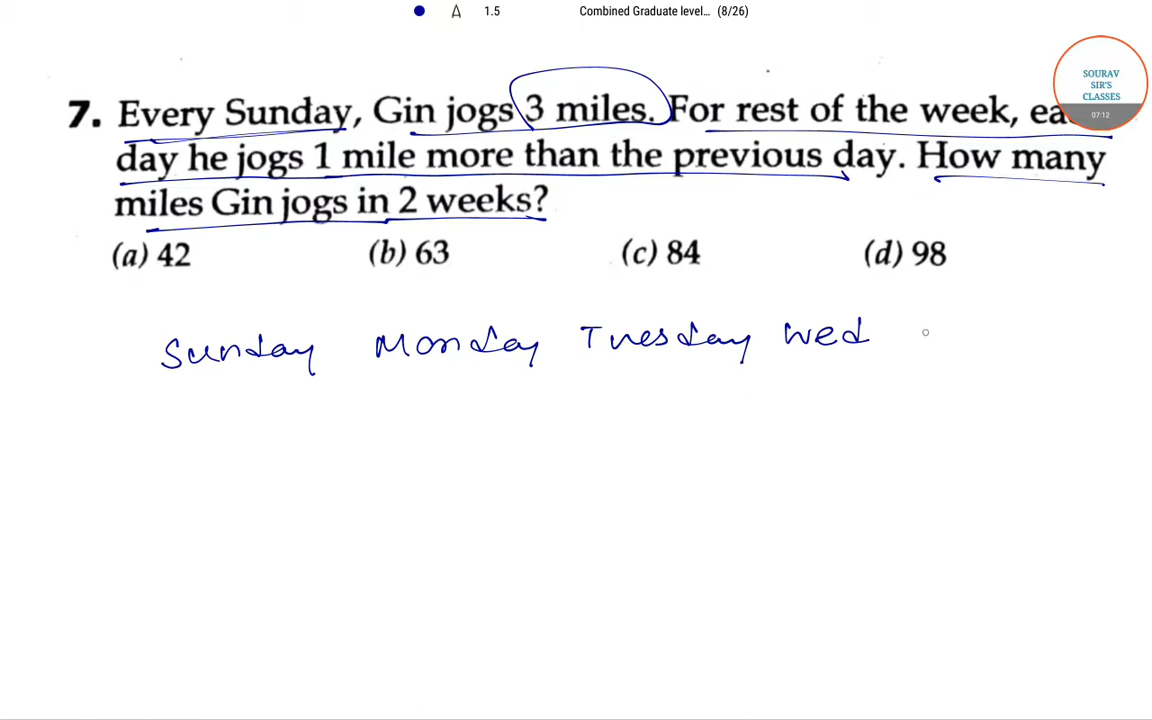 1.5 Combined Graduate level... (8/26)
SOURAV
SIR'S
CLASSES
07:12
7. Every Sunday, Gin jogs 3 miles. For rest of the week,
day he jogs 1 mile more than the previous day. How many
miles Gin jogs in 2 weeks?
(a) 42 (b) 63 (c) 84 (d) 98
Sunday Monday Tuesday Wed